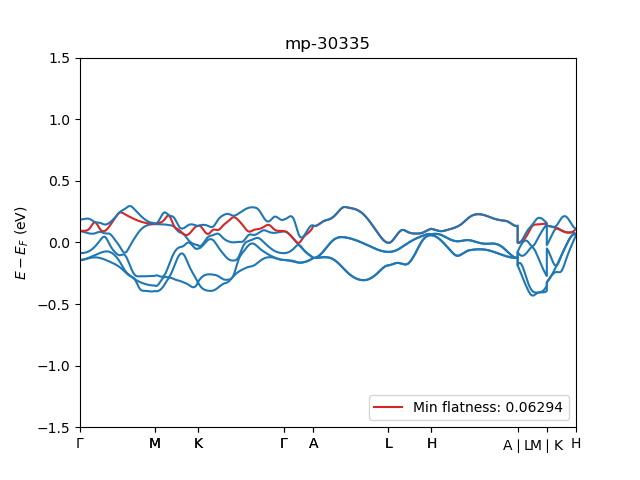 mp-30335
1.5
1.0
0.5
0.0
−0.5
−1.0
−1.5
E − E_F (eV)
Min flatness: 0.06294
Γ M K Γ A L H A | LM | K H